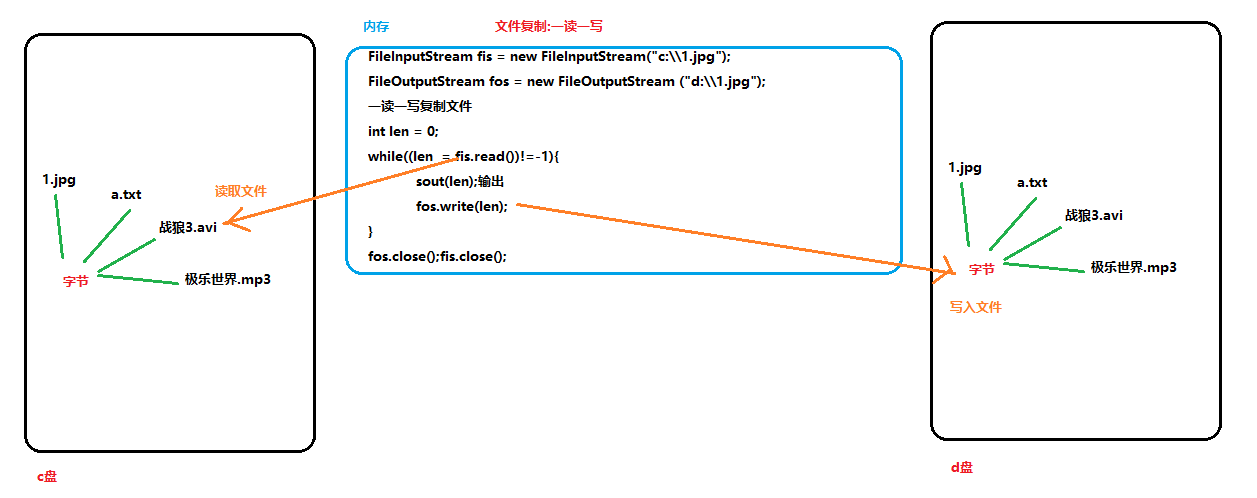 内存
文件复制:一读一写
FileInputStream fis = new FileInputStream("c:\\1.jpg");
FileOutputStream fos = new FileOutputStream ("d:\\1.jpg");
一读一写复制文件
int len = 0;
while((len  = fis.read())!=-1){
sout(len);输出
fos.write(len);
}
fos.close();fis.close();
1.jpg
a.txt
读取文件
战狼3.avi
字节
极乐世界.mp3
c盘
1.jpg
a.txt
战狼3.avi
字节
极乐世界.mp3
写入文件
d盘